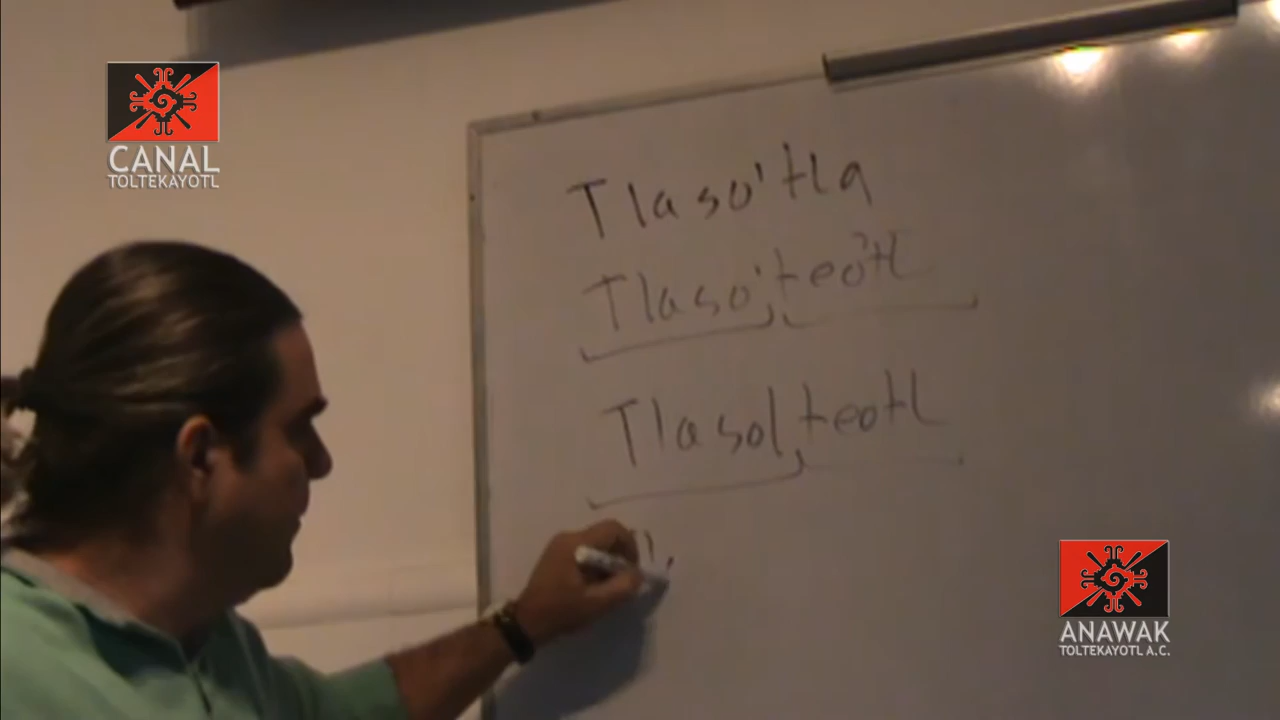 CANAL
TOLTEKAYOTL
Tlaso'tla
Tlaso'teotl
Tlasolteotl
ANAWAK
TOLTEKAYOTL A.C.